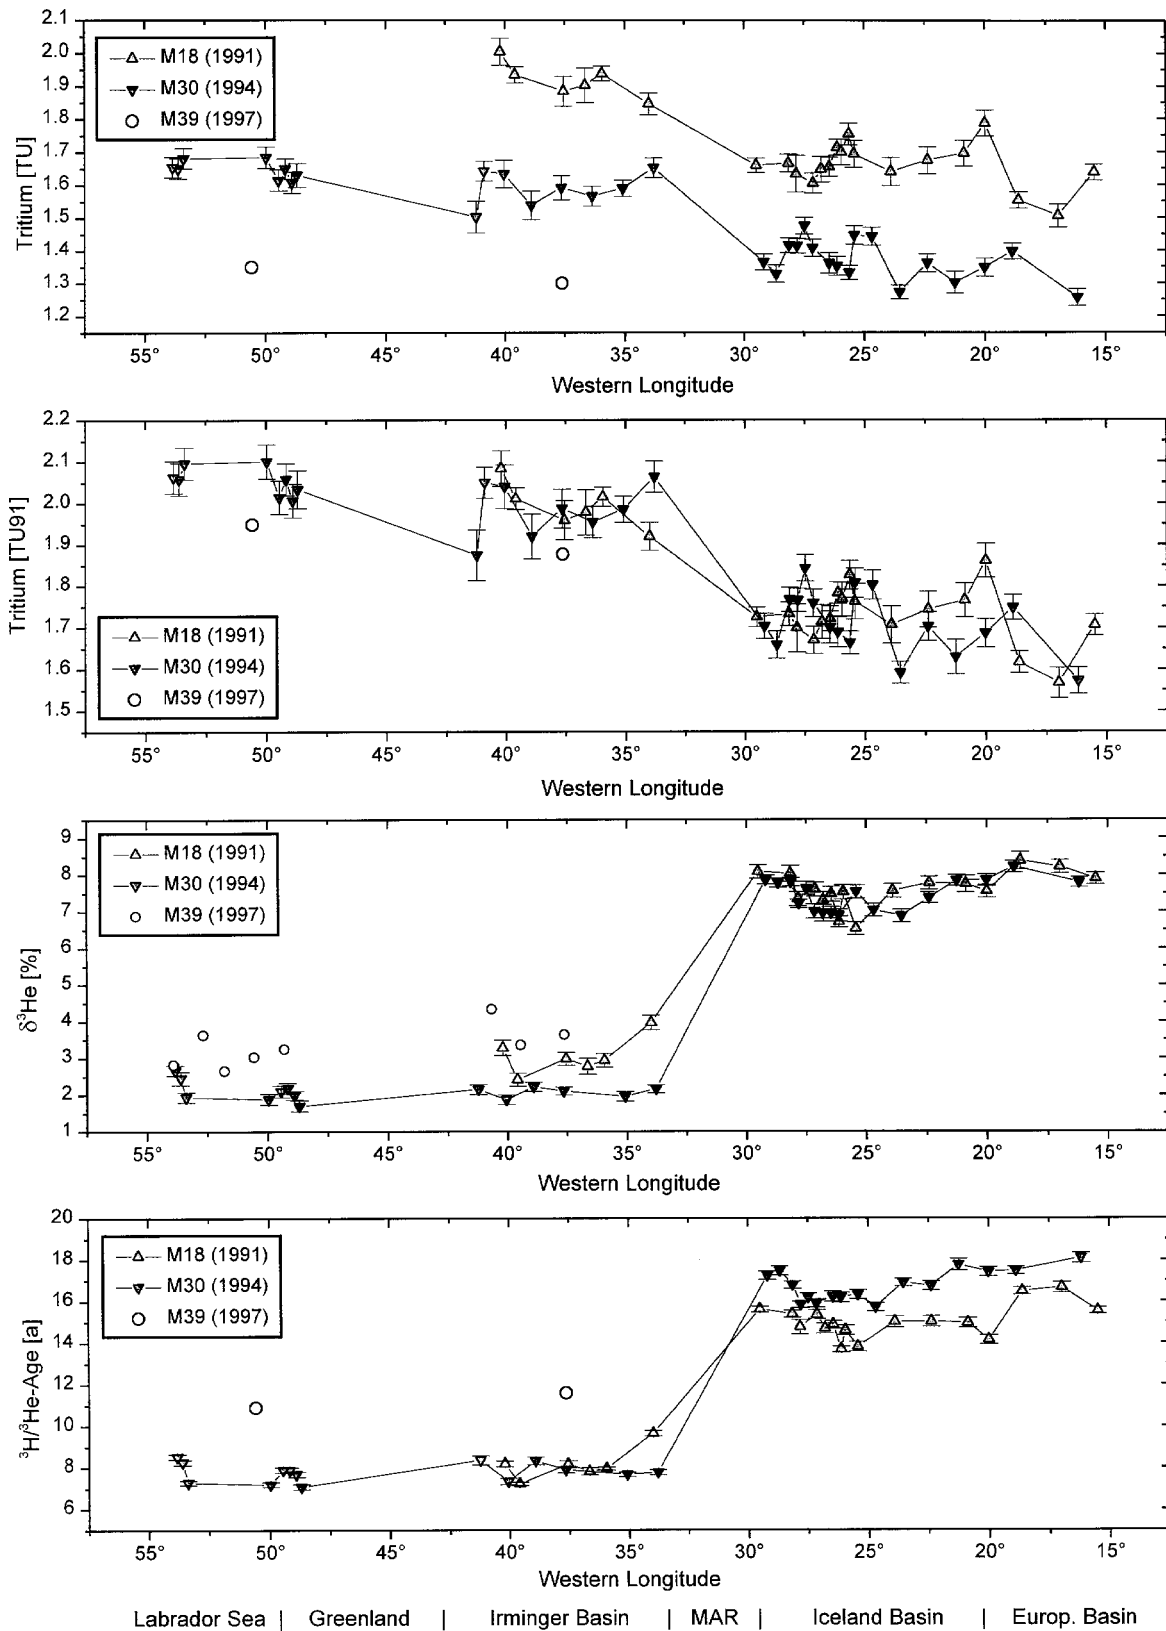 2.1
2.0
1.9
1.8
1.7
1.6
1.5
1.4
1.3
1.2
Tritium [TU]
M18 (1991)
M30 (1994)
M39 (1997)
55° 50° 45° 40° 35° 30° 25° 20° 15°
Western Longitude
2.2
2.1
2.0
1.9
1.8
1.7
1.6
1.5
Tritium [TU91]
M18 (1991)
M30 (1994)
M39 (1997)
55° 50° 45° 40° 35° 30° 25° 20° 15°
Western Longitude
9
8
7
6
5
4
3
2
1
δ³He [%]
M18 (1991)
M30 (1994)
M39 (1997)
55° 50° 45° 40° 35° 30° 25° 20° 15°
Western Longitude
20
18
16
14
12
10
8
6
³H/³He-Age [a]
M18 (1991)
M30 (1994)
M39 (1997)
55° 50° 45° 40° 35° 30° 25° 20° 15°
Western Longitude
Labrador Sea | Greenland | Irminger Basin | MAR | Iceland Basin | Europ. Basin